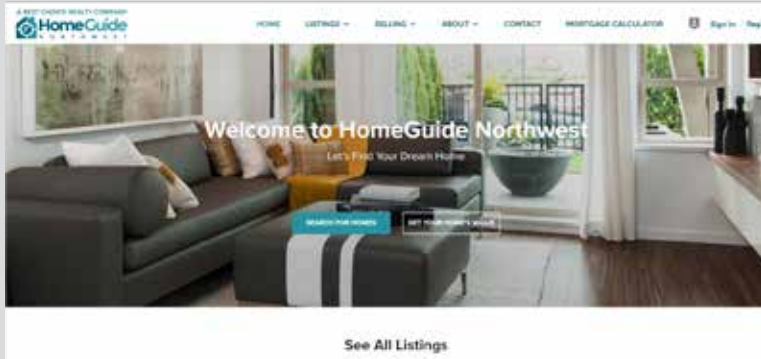 A BEST CHOICE REALTY COMPANY
HomeGuide
NORTHWEST
HOME LISTINGS SELLING ABOUT CONTACT MORTGAGE CALCULATOR Sign In
Welcome to HomeGuide Northwest
Let's Find Your Dream Home
SEARCH FOR HOMES GET YOUR HOME'S VALUE
See All Listings